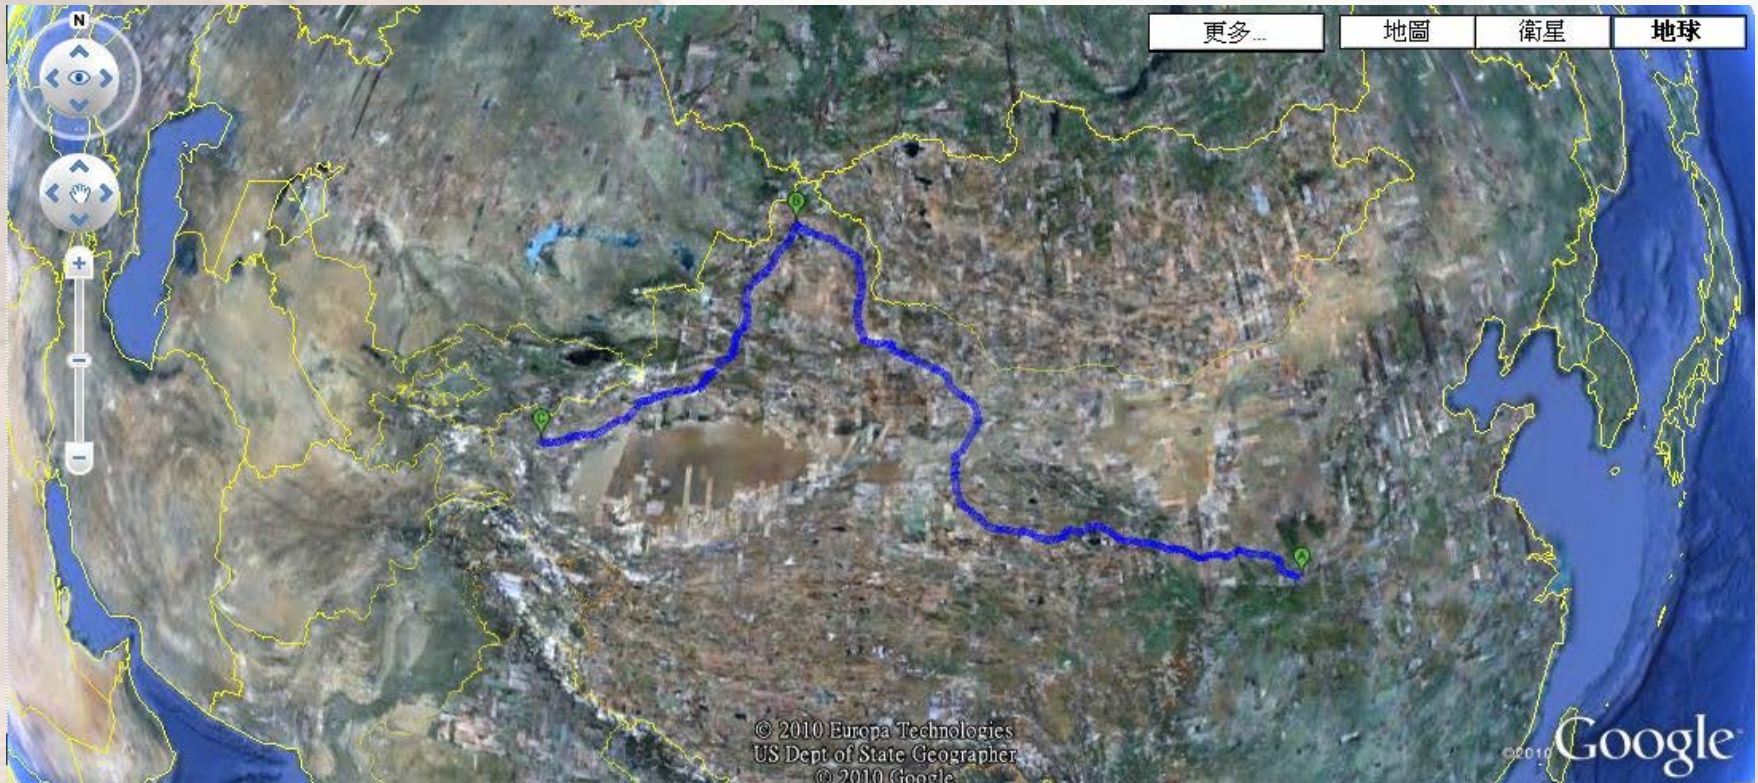 N
更多...
地圖
衛星
地球
B
C
A
© 2010 Europa Technologies
US Dept of State Geographer
© 2010 Google
©2010 Google